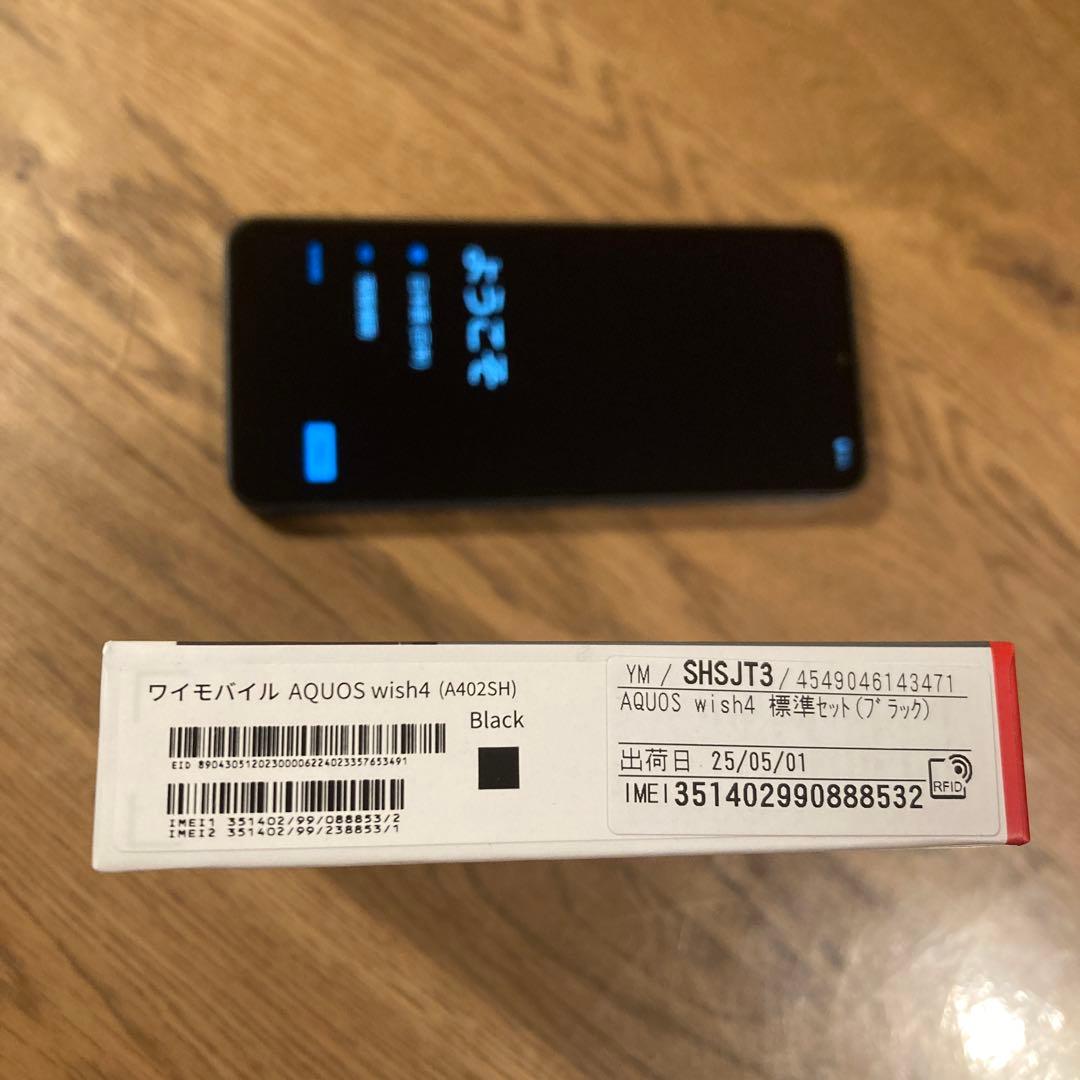 ようこそ
ワイモバイル AQUOS wish4 (A402SH)
Black
EID 89043051202300006224023357653491
IMEI1 351402/99/088853/2
IMEI2 351402/99/238853/1
YM / SHSJT3 / 4549046143471
AQUOS wish4 標準ｾｯﾄ(ﾌﾞﾗｯｸ)
出荷日 25/05/01
IMEI351402990888532
RFID